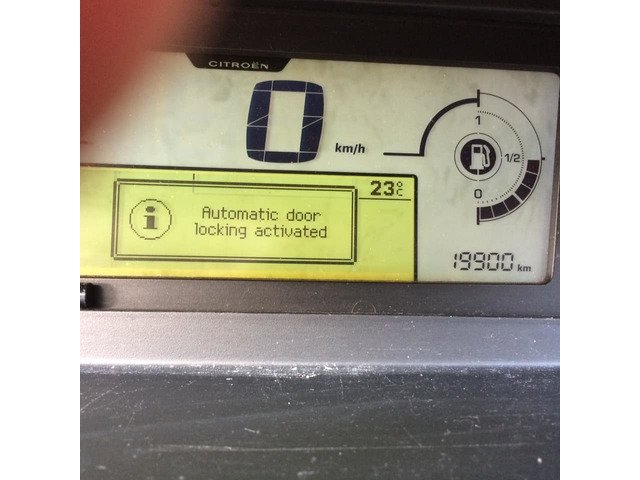 CITROËN
0
km/h
23°C
Automatic door
locking activated
1
1/2
0
19900 km